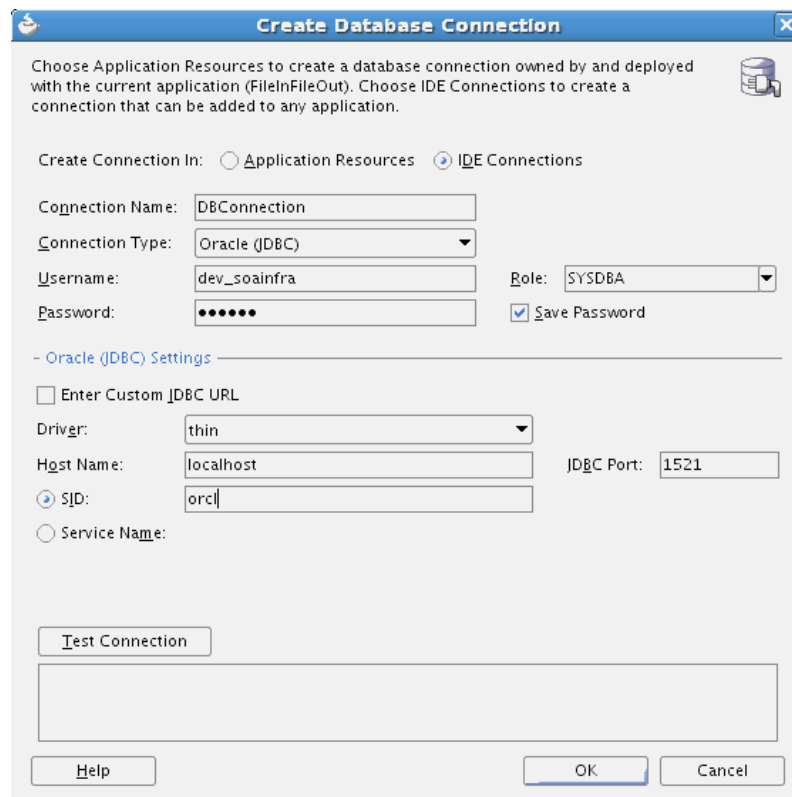 Create Database Connection
Choose Application Resources to create a database connection owned by and deployed
with the current application (FileInFileOut). Choose IDE Connections to create a
connection that can be added to any application.
Create Connection In: Application Resources IDE Connections
Connection Name: DBConnection
Connection Type: Oracle (JDBC)
Username: dev_soainfra Role: SYSDBA
Password: •••••• Save Password
Oracle (JDBC) Settings
Enter Custom JDBC URL
Driver: thin
Host Name: localhost JDBC Port: 1521
SID: orcl
Service Name:
Test Connection
Help OK Cancel